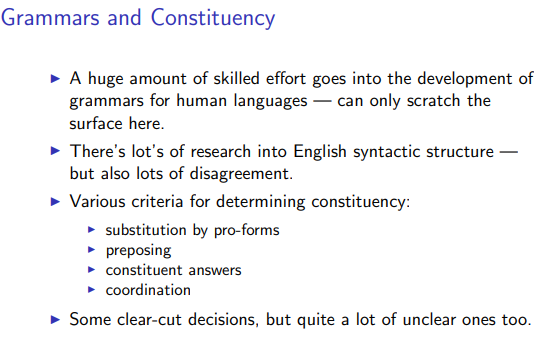 Grammars and Constituency
▶ A huge amount of skilled effort goes into the development of
grammars for human languages — can only scratch the
surface here.
▶ There's lot's of research into English syntactic structure —
but also lots of disagreement.
▶ Various criteria for determining constituency:
▶ substitution by pro-forms
▶ preposing
▶ constituent answers
▶ coordination
▶ Some clear-cut decisions, but quite a lot of unclear ones too.